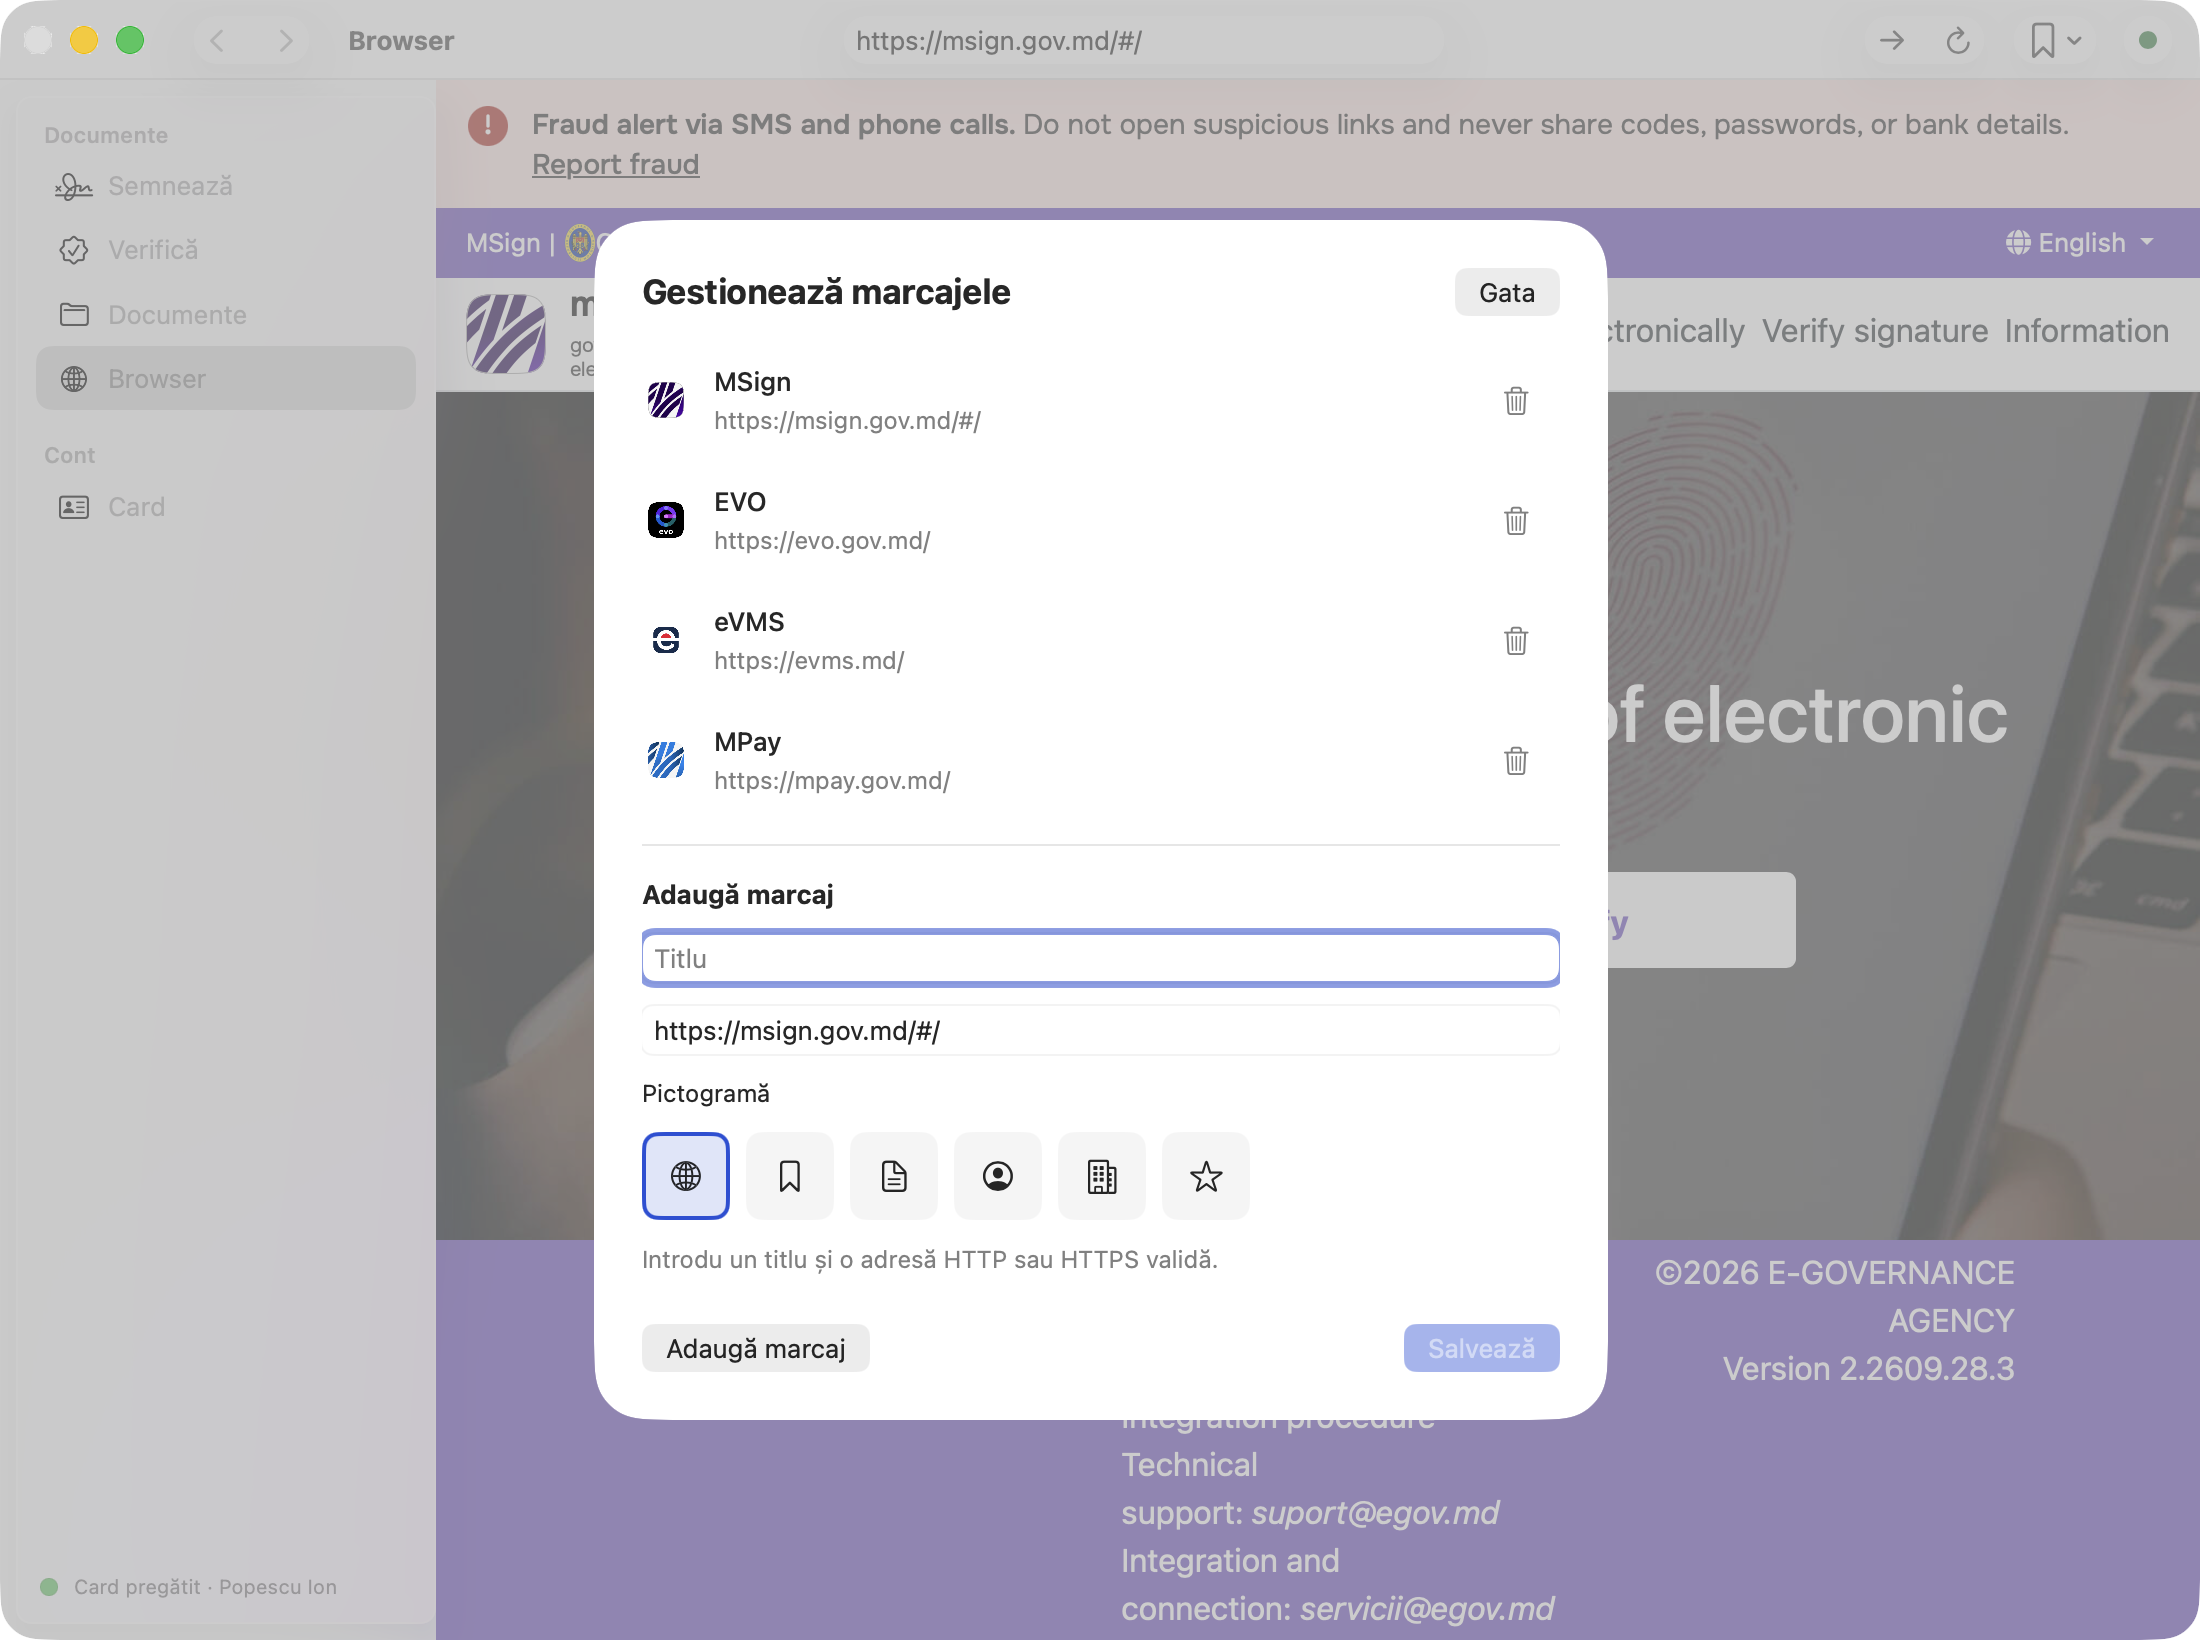 Browser
https://msign.gov.md/#/
Documente
Semnează
Verifică
Documente
Browser
Cont
Card
Card pregătit · Popescu Ion
Fraud alert via SMS and phone calls. Do not open suspicious links and never share codes, passwords, or bank details.
Report fraud
MSign |
English
Verify signature Information
of electronic
Gestionează marcajele
Gata
MSign
https://msign.gov.md/#/
EVO
https://evo.gov.md/
eVMS
https://evms.md/
MPay
https://mpay.gov.md/
Adaugă marcaj
Titlu
https://msign.gov.md/#/
Pictogramă
Introdu un titlu și o adresă HTTP sau HTTPS validă.
Adaugă marcaj
Salvează
©2026 E-GOVERNANCE
AGENCY
Version 2.2609.28.3
Integration procedure
Technical
support: suport@egov.md
Integration and
connection: servicii@egov.md